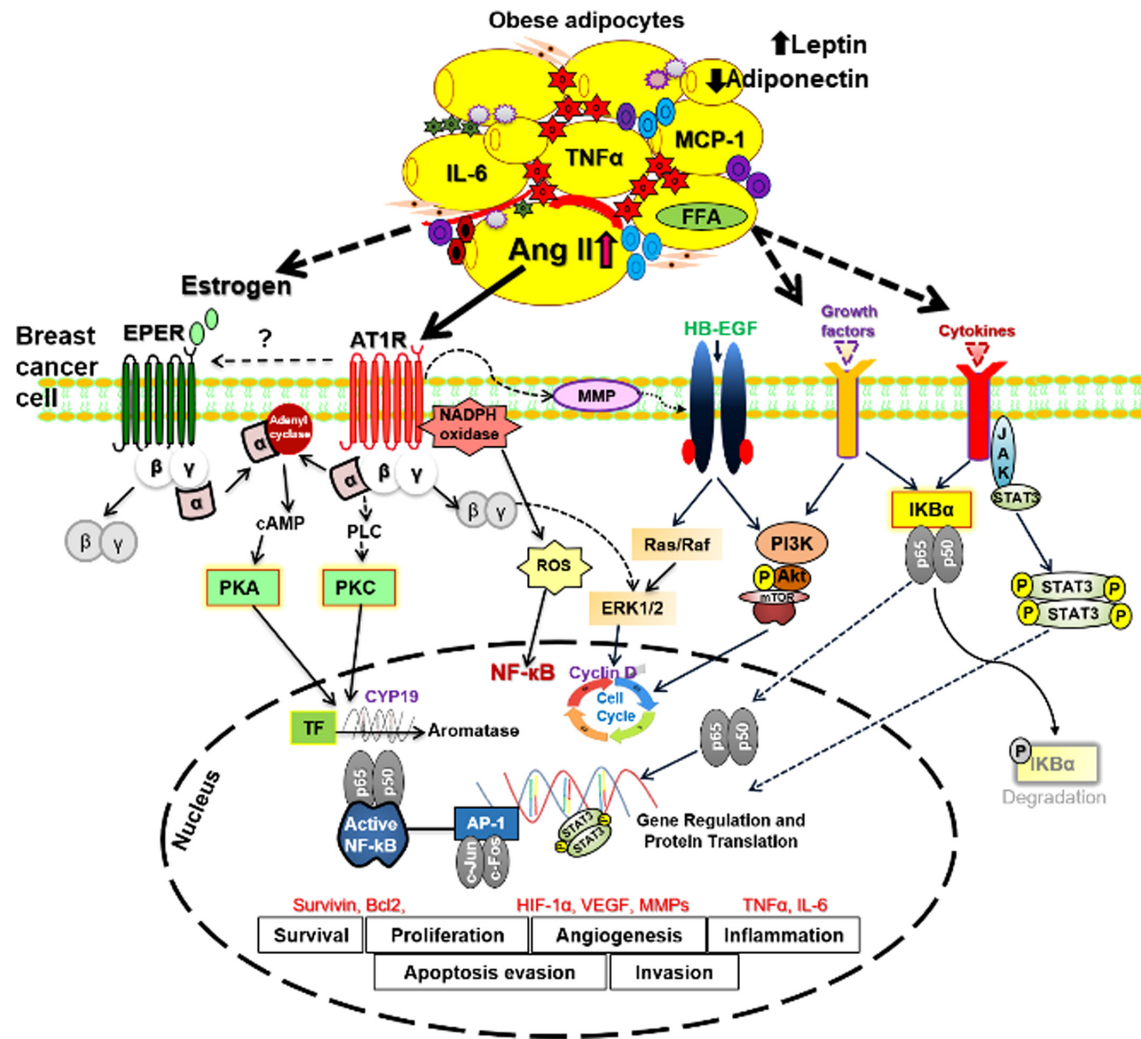 Obese adipocytes
Leptin
Adiponectin
MCP-1
TNFα
IL-6
FFA
Ang II
Estrogen
EPER
?
AT1R
HB-EGF
Growth
factors
Cytokines
Breast
cancer
cell
MMP
NADPH
oxidase
Adenyl
cyclase
α
β
γ
α
α
β
γ
β
γ
β
γ
JAK
STAT3
IKBα
p65
p50
cAMP
PLC
Ras/Raf
PI3K
P
Akt
mTOR
ROS
PKA
PKC
ERK1/2
P
STAT3
P
P
STAT3
P
NF-κB
Cyclin D
Cell
Cycle
CYP19
TF
Aromatase
p65
p50
p65
p50
P
IKBα
Degradation
Nucleus
Active
NF-kB
AP-1
c-Jun
c-Fos
STAT3
STAT3
P
P
Gene Regulation and
Protein Translation
Survivin, Bcl2,
HIF-1α, VEGF, MMPs
TNFα, IL-6
Survival
Proliferation
Angiogenesis
Inflammation
Apoptosis evasion
Invasion